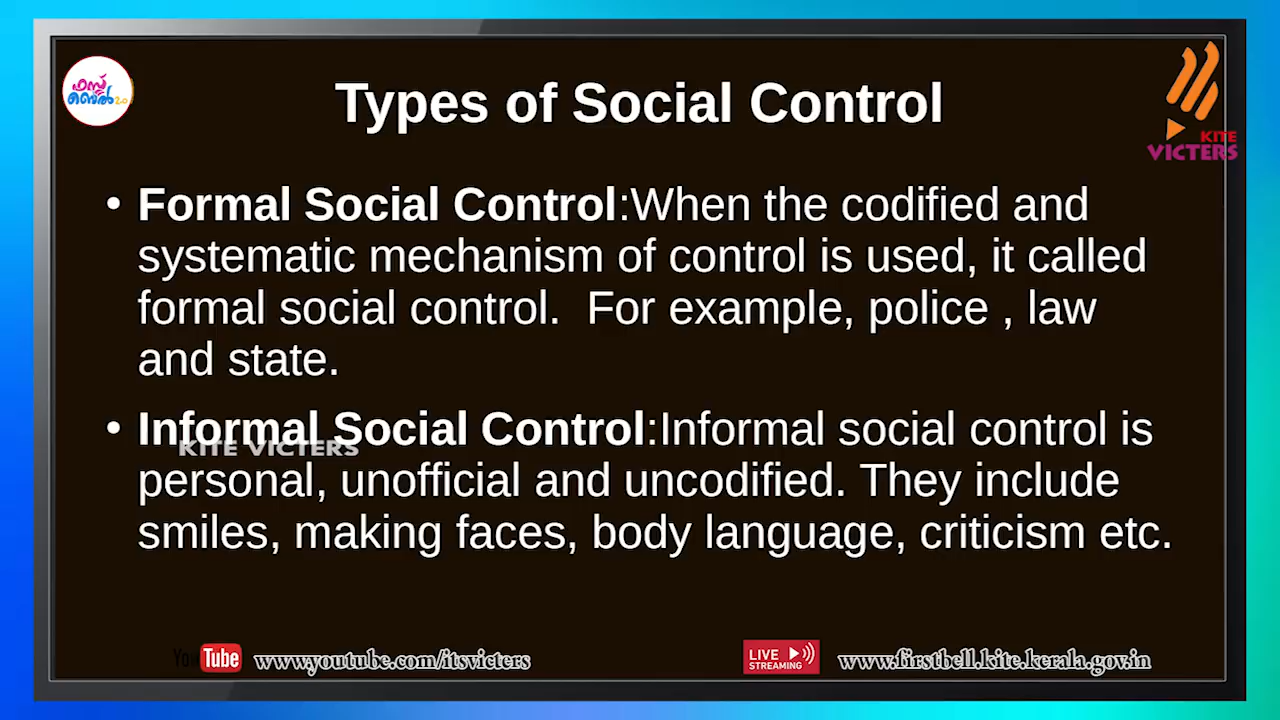 ഫസ്റ്റ്
ബെൽ 2.0
Types of Social Control
KITE
VICTERS
• Formal Social Control:When the codified and
systematic mechanism of control is used, it called
formal social control.  For example, police , law
and state.
• Informal Social Control:Informal social control is
KITE VICTERS
personal, unofficial and uncodified. They include
smiles, making faces, body language, criticism etc.
YouTube www.youtube.com/itsvicters
LIVE
STREAMING
www.firstbell.kite.kerala.gov.in